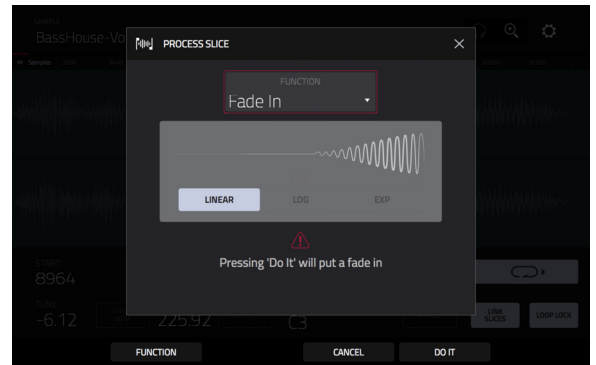 SAMPLE
BassHouse-Vo
Samples
PROCESS SLICE
FUNCTION
Fade In
LINEAR LOG EXP
Pressing 'Do It' will put a fade in
START
8964
TUNE
-6.12
225.92
C3
LINK SLICES
LOOP LOCK
FUNCTION CANCEL DO IT